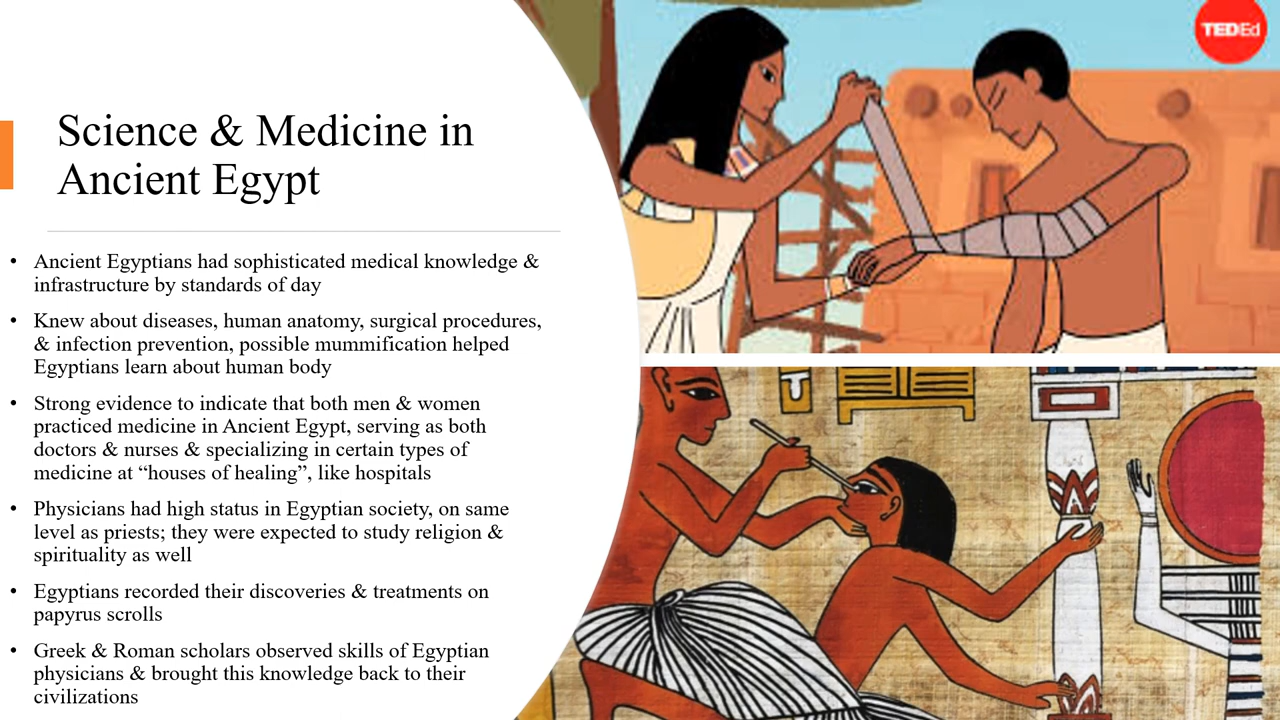 Science & Medicine in
Ancient Egypt
• Ancient Egyptians had sophisticated medical knowledge &
infrastructure by standards of day
• Knew about diseases, human anatomy, surgical procedures,
& infection prevention, possible mummification helped
Egyptians learn about human body
• Strong evidence to indicate that both men & women
practiced medicine in Ancient Egypt, serving as both
doctors & nurses & specializing in certain types of
medicine at “houses of healing”, like hospitals
• Physicians had high status in Egyptian society, on same
level as priests; they were expected to study religion &
spirituality as well
• Egyptians recorded their discoveries & treatments on
papyrus scrolls
• Greek & Roman scholars observed skills of Egyptian
physicians & brought this knowledge back to their
civilizations
TEDEd